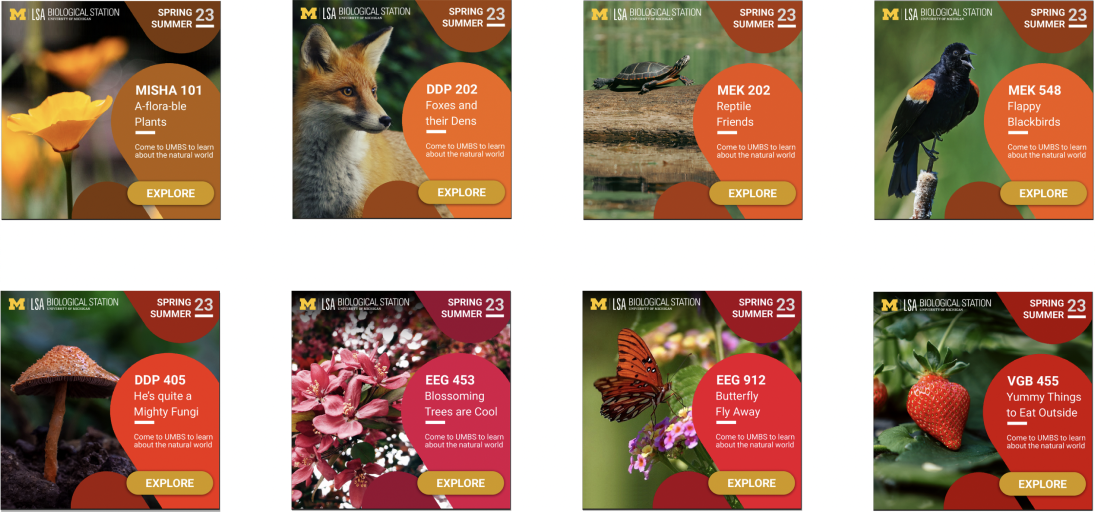 M LSA BIOLOGICAL STATION
UNIVERSITY OF MICHIGAN
SPRING 23
SUMMER
MISHA 101
A-flora-ble
Plants
Come to UMBS to learn
about the natural world
EXPLORE
M LSA BIOLOGICAL STATION
UNIVERSITY OF MICHIGAN
SPRING 23
SUMMER
DDP 202
Foxes and
their Dens
Come to UMBS to learn
about the natural world
EXPLORE
M LSA BIOLOGICAL STATION
UNIVERSITY OF MICHIGAN
SPRING 23
SUMMER
MEK 202
Reptile
Friends
Come to UMBS to learn
about the natural world
EXPLORE
M LSA BIOLOGICAL STATION
UNIVERSITY OF MICHIGAN
SPRING 23
SUMMER
MEK 548
Flappy
Blackbirds
Come to UMBS to learn
about the natural world
EXPLORE
M LSA BIOLOGICAL STATION
UNIVERSITY OF MICHIGAN
SPRING 23
SUMMER
DDP 405
He's quite a
Mighty Fungi
Come to UMBS to learn
about the natural world
EXPLORE
M LSA BIOLOGICAL STATION
UNIVERSITY OF MICHIGAN
SPRING 23
SUMMER
EEG 453
Blossoming
Trees are Cool
Come to UMBS to learn
about the natural world
EXPLORE
M LSA BIOLOGICAL STATION
UNIVERSITY OF MICHIGAN
SPRING 23
SUMMER
EEG 912
Butterfly
Fly Away
Come to UMBS to learn
about the natural world
EXPLORE
M LSA BIOLOGICAL STATION
UNIVERSITY OF MICHIGAN
SPRING 23
SUMMER
VGB 455
Yummy Things
to Eat Outside
Come to UMBS to learn
about the natural world
EXPLORE